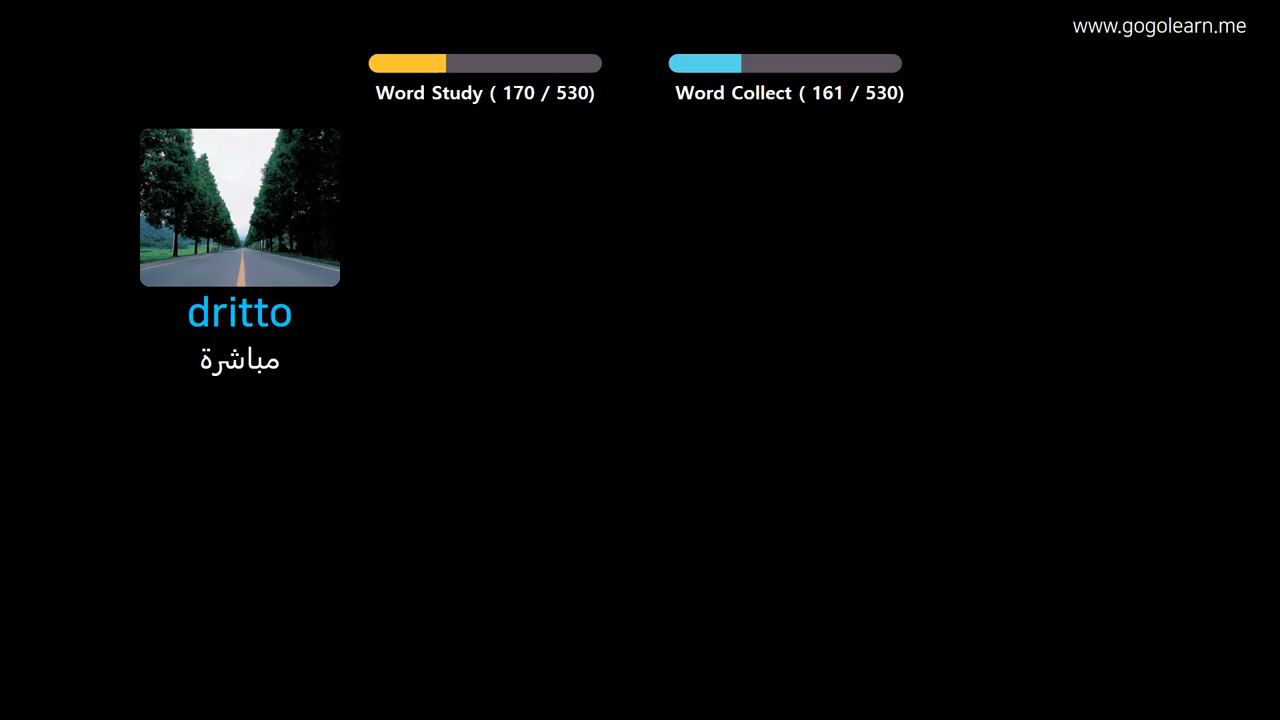 www.gogolearn.me
Word Study ( 170 / 530)
Word Collect ( 161 / 530)
dritto
مباشرة